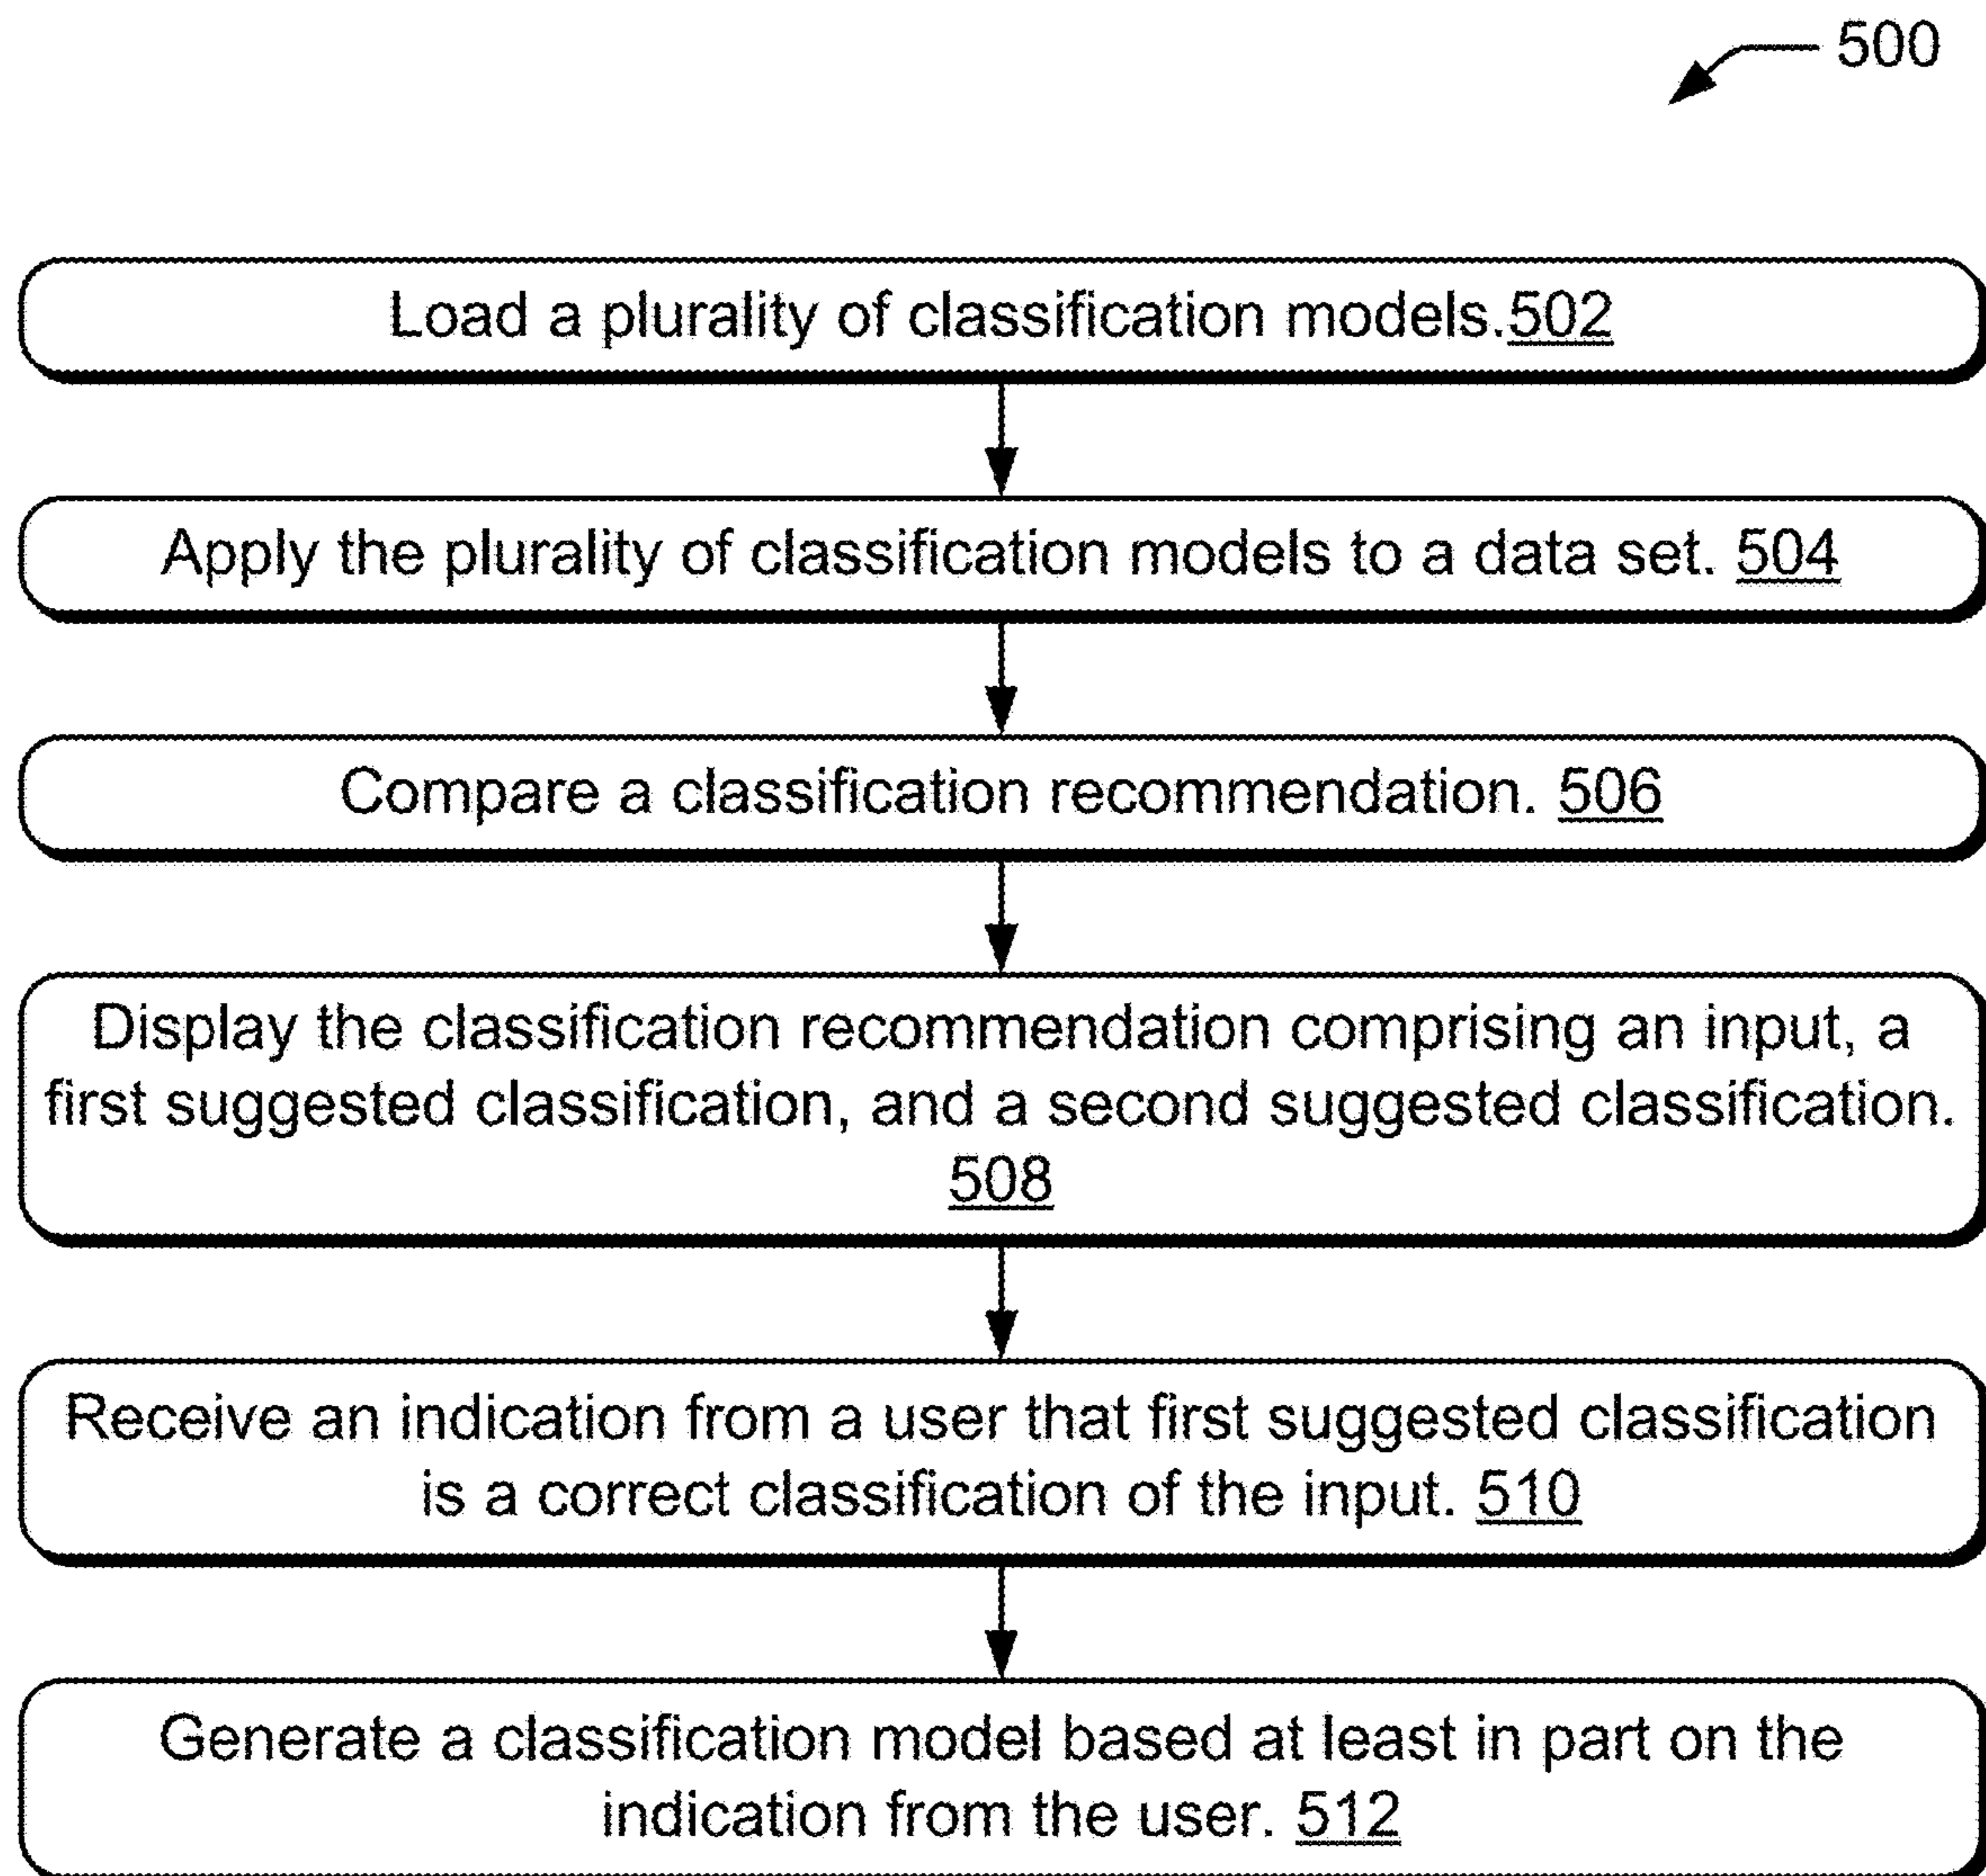 500
Load a plurality of classification models.502
Apply the plurality of classification models to a data set. 504
Compare a classification recommendation. 506
Display the classification recommendation comprising an input, a
first suggested classification, and a second suggested classification.
508
Receive an indication from a user that first suggested classification
is a correct classification of the input. 510
Generate a classification model based at least in part on the
indication from the user. 512